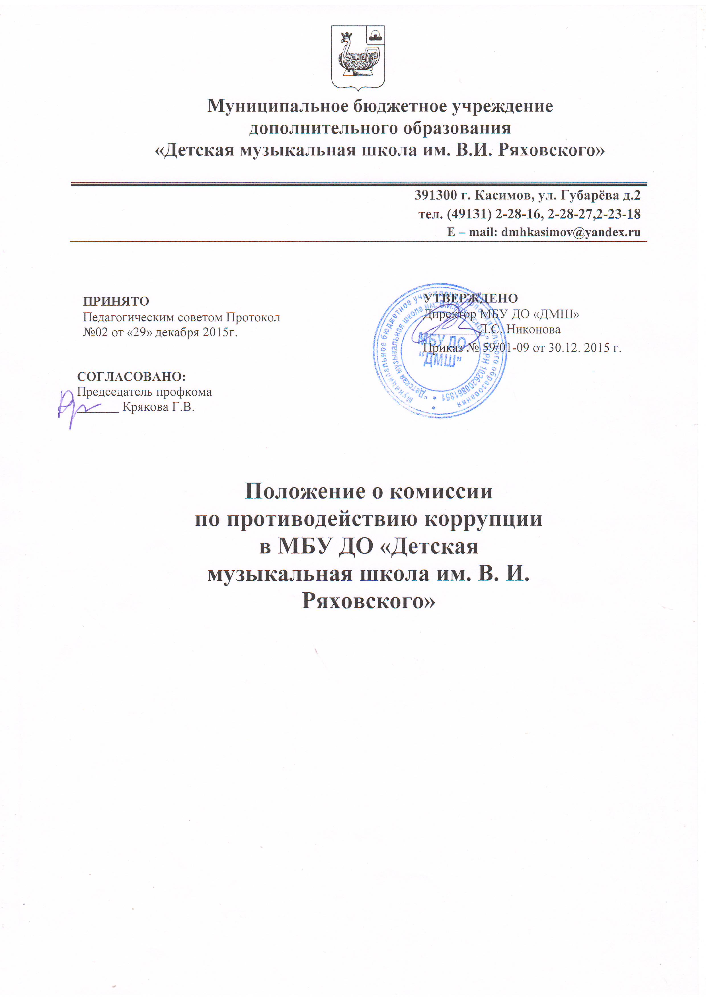 Муниципальное бюджетное учреждение
дополнительного образования
«Детская музыкальная школа им. В.И. Ряховского»
391300 г. Касимов, ул. Губарёва д.2
тел. (49131) 2-28-16, 2-28-27,2-23-18
E – mail: dmhkasimov@yandex.ru
ПРИНЯТО
Педагогическим советом Протокол
№02 от «29» декабря 2015г.
УТВЕРЖДЕНО
Директор МБУ ДО «ДМШ»
Л.С. Никонова
Приказ № 59/01-09 от 30.12. 2015 г.
Муниципальное бюджетное учреждение дополнительного образования *
"Детская музыкальная школа им. В.И.Ряховского" ОГРН 1026200861851 *
МБУ ДО
“ДМШ”
СОГЛАСОВАНО:
Председатель профкома
_______ Крякова Г.В.
Положение о комиссии
по противодействию коррупции
в МБУ ДО «Детская
музыкальная школа им. В. И.
Ряховского»